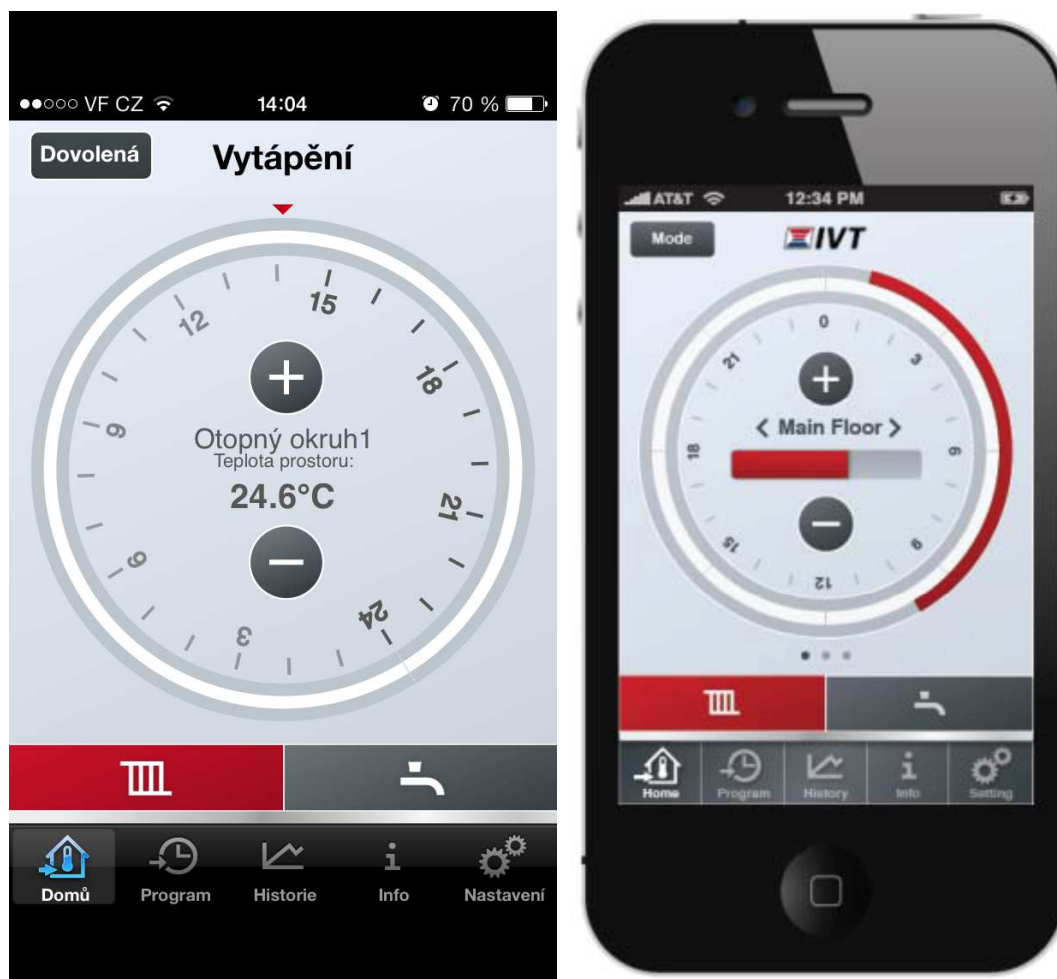 VF CZ 14:04 70 %
Dovolená Vytápění
12 15
18
9
21
6
24
3
+
Otopný okruh1
Teplota prostoru:
24.6°C
−
Domů Program Historie Info Nastavení
AT&T 12:34 PM
Mode IVT
0
21 3
18 6
15 9
12
+
< Main Floor >
−
Home Program History Info Setting